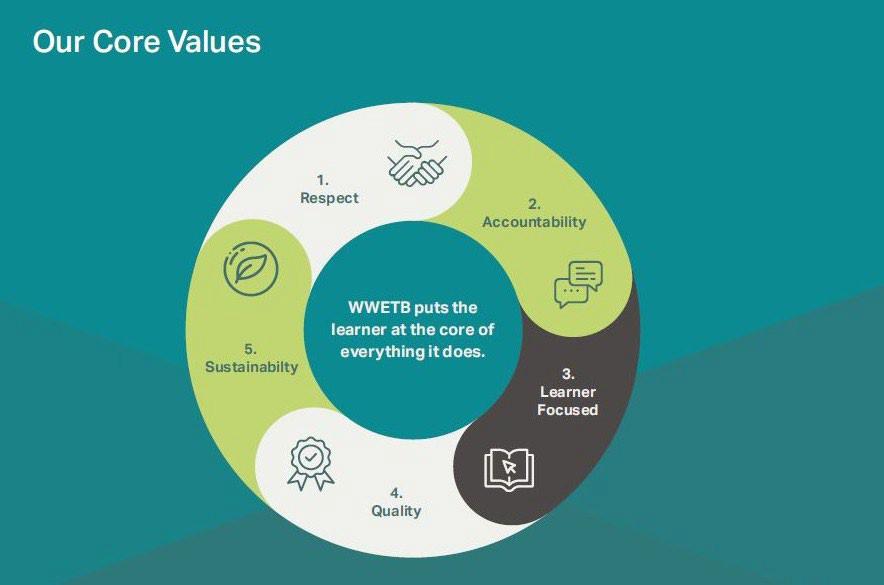 Our Core Values
1.
Respect
2.
Accountability
3.
Learner
Focused
4.
Quality
5.
Sustainabilty
WWETB puts the
learner at the core of
everything it does.